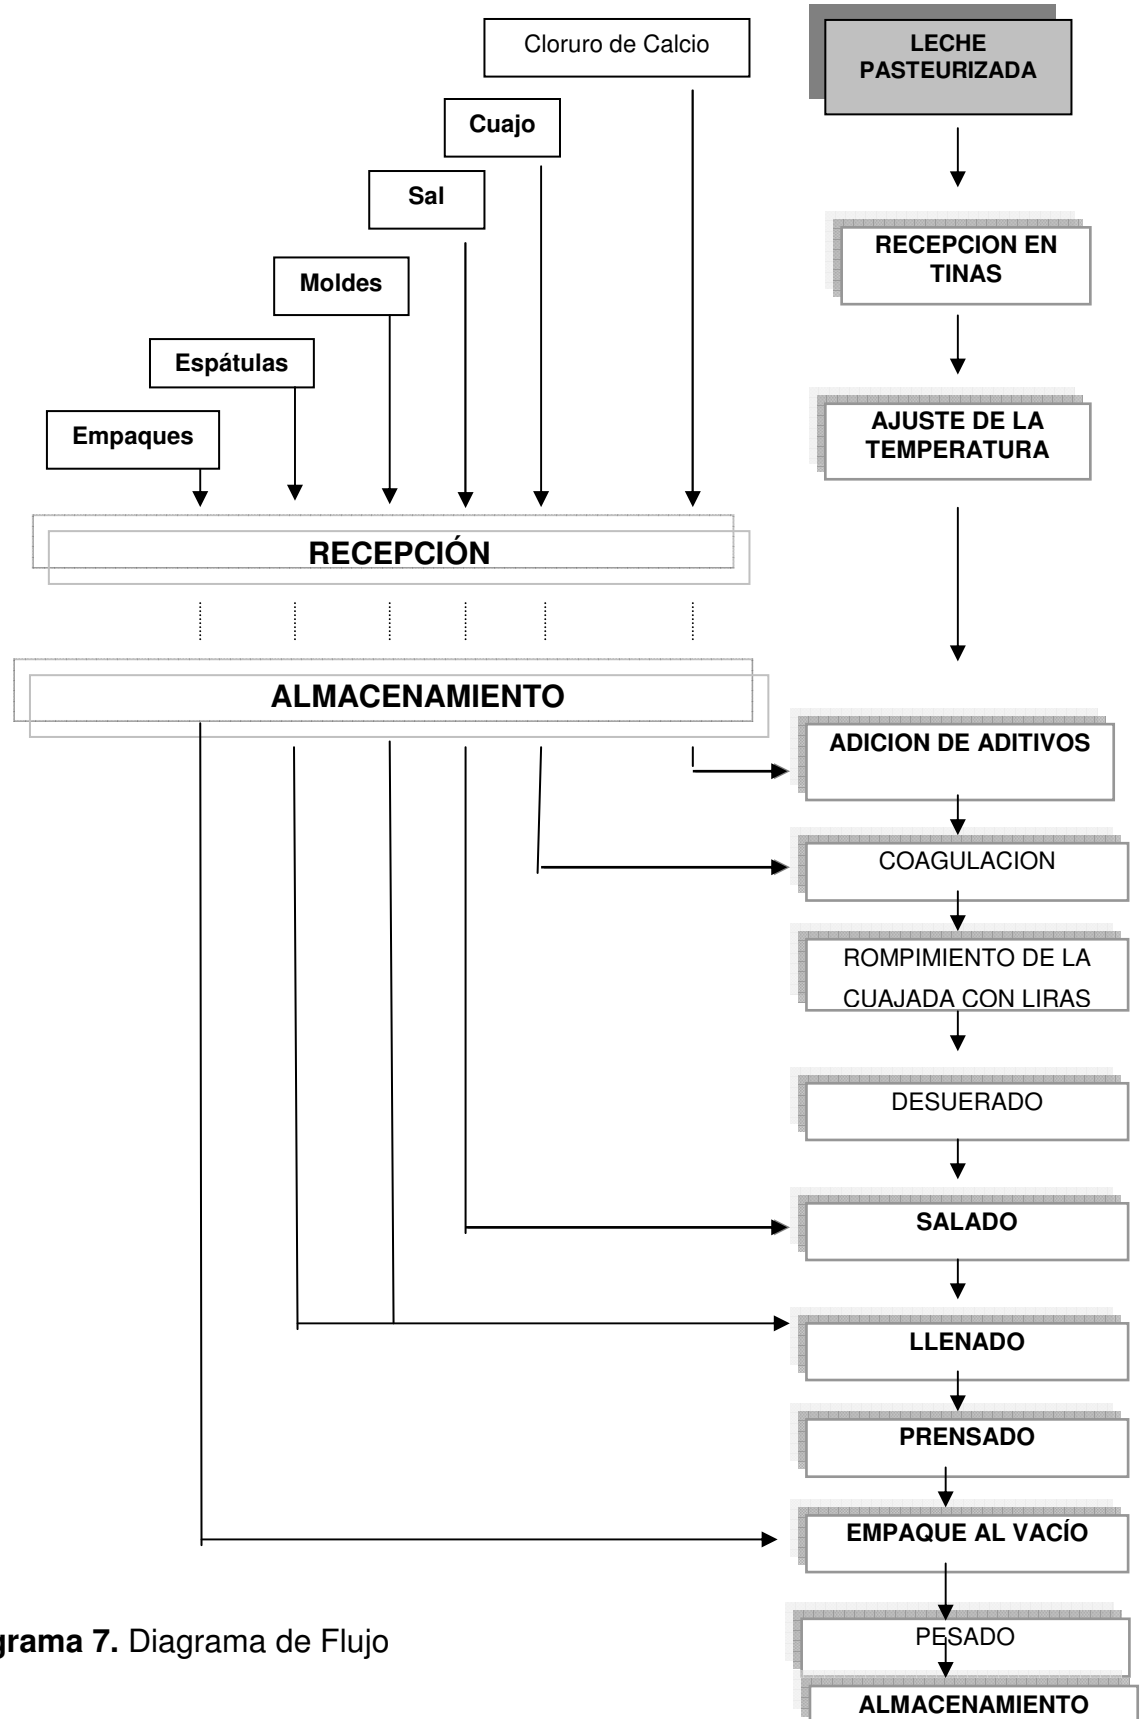 Cloruro de Calcio
LECHE
PASTEURIZADA
Cuajo
Sal
RECEPCION EN
TINAS
Moldes
Espátulas
AJUSTE DE LA
TEMPERATURA
Empaques
RECEPCIÓN
ALMACENAMIENTO
ADICION DE ADITIVOS
COAGULACION
ROMPIMIENTO DE LA
CUAJADA CON LIRAS
DESUERADO
SALADO
LLENADO
PRENSADO
EMPAQUE AL VACÍO
PESADO
grama 7. Diagrama de Flujo
ALMACENAMIENTO